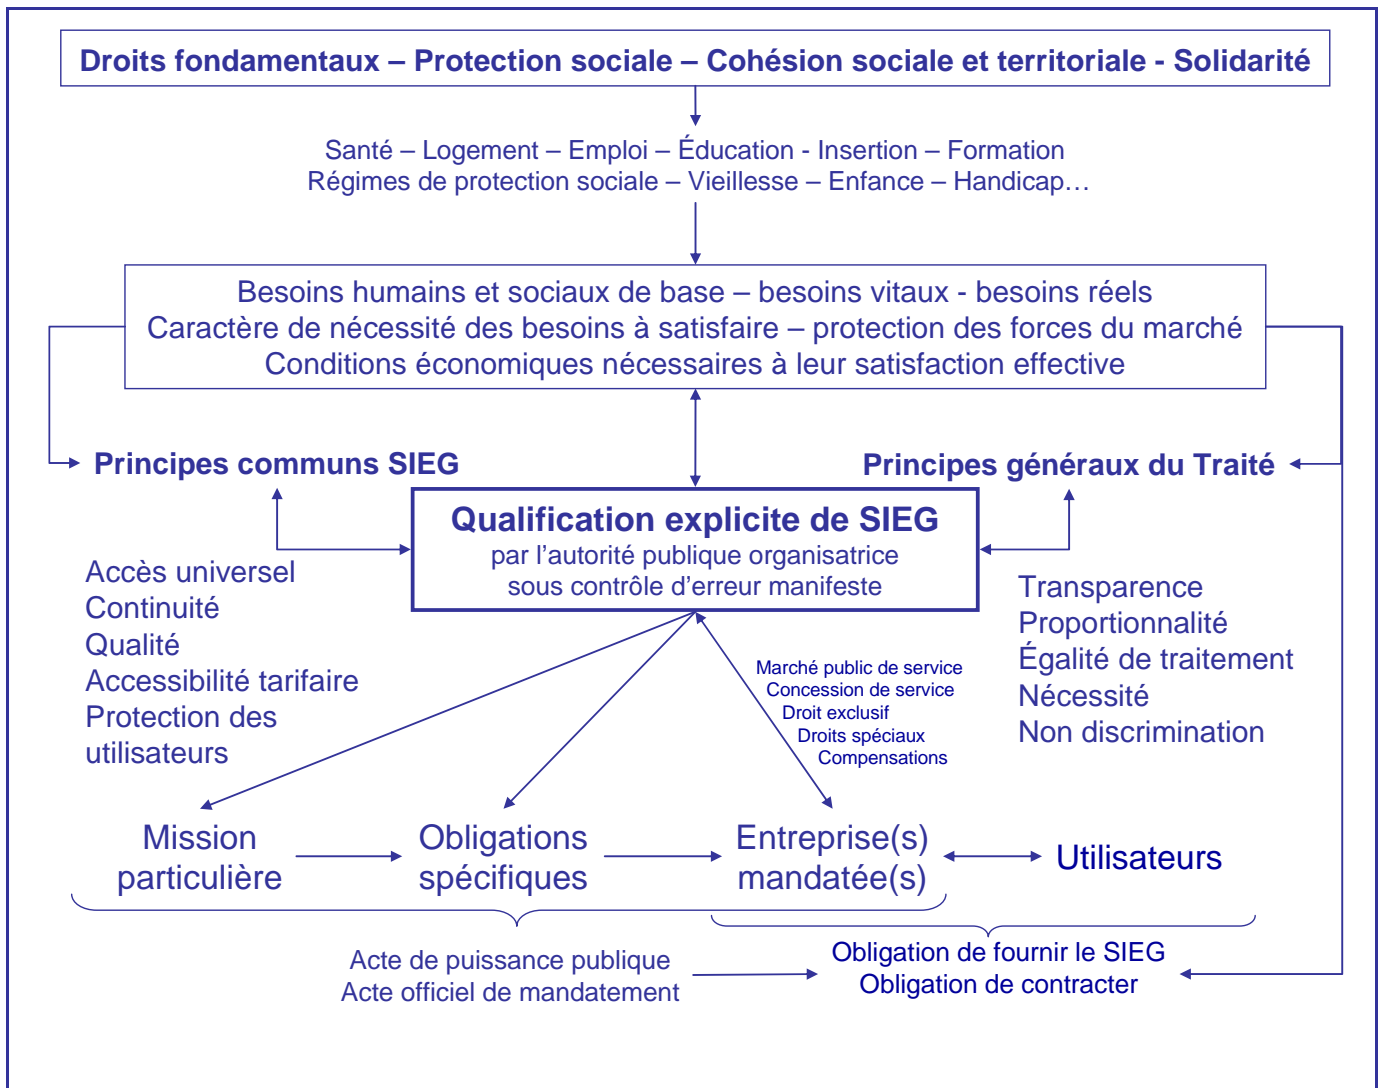 Droits fondamentaux – Protection sociale – Cohésion sociale et territoriale - Solidarité
Santé – Logement – Emploi – Éducation - Insertion – Formation
Régimes de protection sociale – Vieillesse – Enfance – Handicap…
Besoins humains et sociaux de base – besoins vitaux - besoins réels
Caractère de nécessité des besoins à satisfaire – protection des forces du marché
Conditions économiques nécessaires à leur satisfaction effective
Principes communs SIEG
Principes généraux du Traité
Qualification explicite de SIEG
par l’autorité publique organisatrice
sous contrôle d’erreur manifeste
Accès universel
Continuité
Qualité
Accessibilité tarifaire
Protection des
utilisateurs
Transparence
Proportionnalité
Égalité de traitement
Nécessité
Non discrimination
Marché public de service
Concession de service
Droit exclusif
Droits spéciaux
Compensations
Mission
particulière
Obligations
spécifiques
Entreprise(s)
mandatée(s)
Utilisateurs
Acte de puissance publique
Acte officiel de mandatement
Obligation de fournir le SIEG
Obligation de contracter